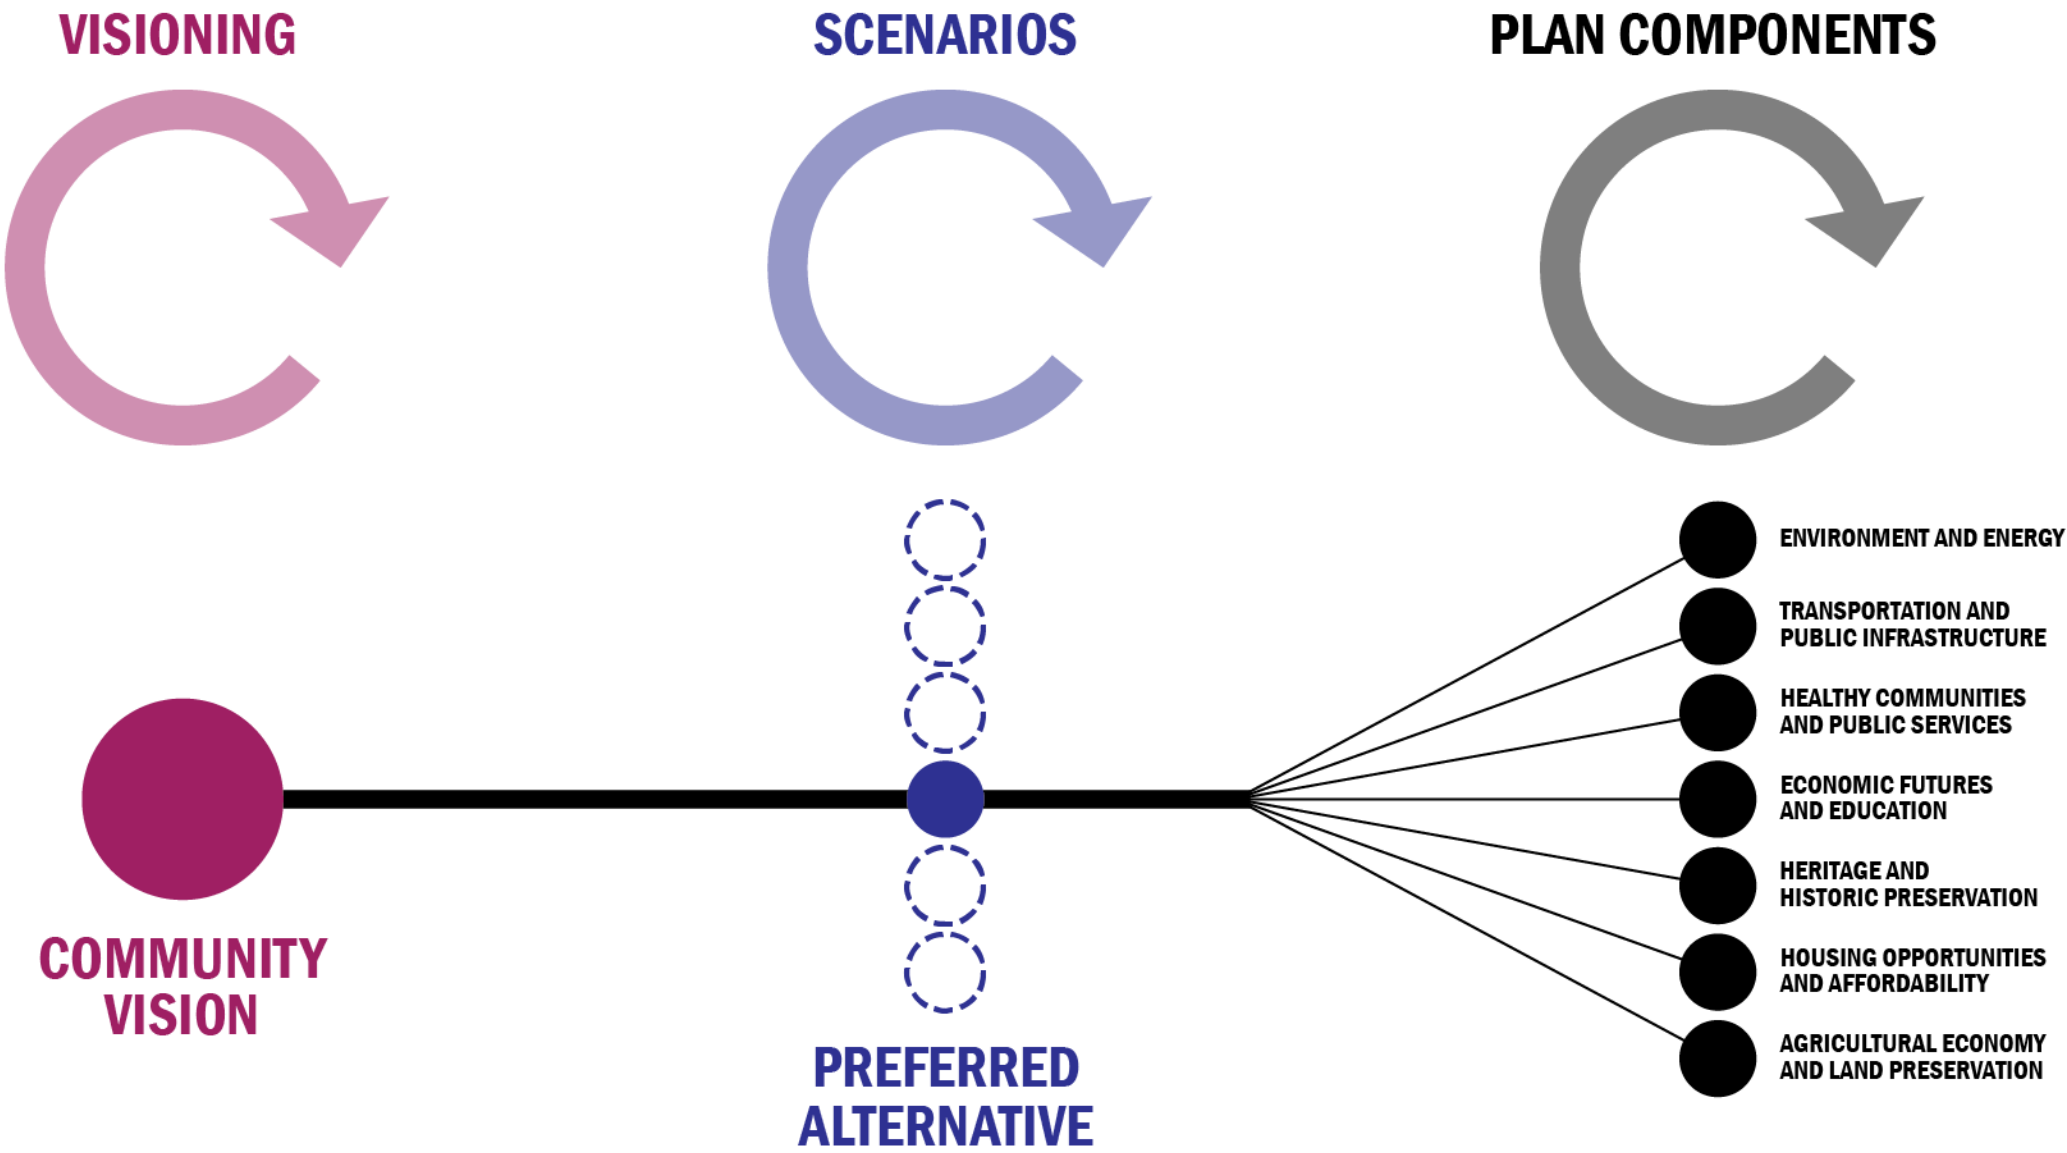 VISIONING
SCENARIOS
PLAN COMPONENTS
COMMUNITY
VISION
PREFERRED
ALTERNATIVE
ENVIRONMENT AND ENERGY
TRANSPORTATION AND
PUBLIC INFRASTRUCTURE
HEALTHY COMMUNITIES
AND PUBLIC SERVICES
ECONOMIC FUTURES
AND EDUCATION
HERITAGE AND
HISTORIC PRESERVATION
HOUSING OPPORTUNITIES
AND AFFORDABILITY
AGRICULTURAL ECONOMY
AND LAND PRESERVATION